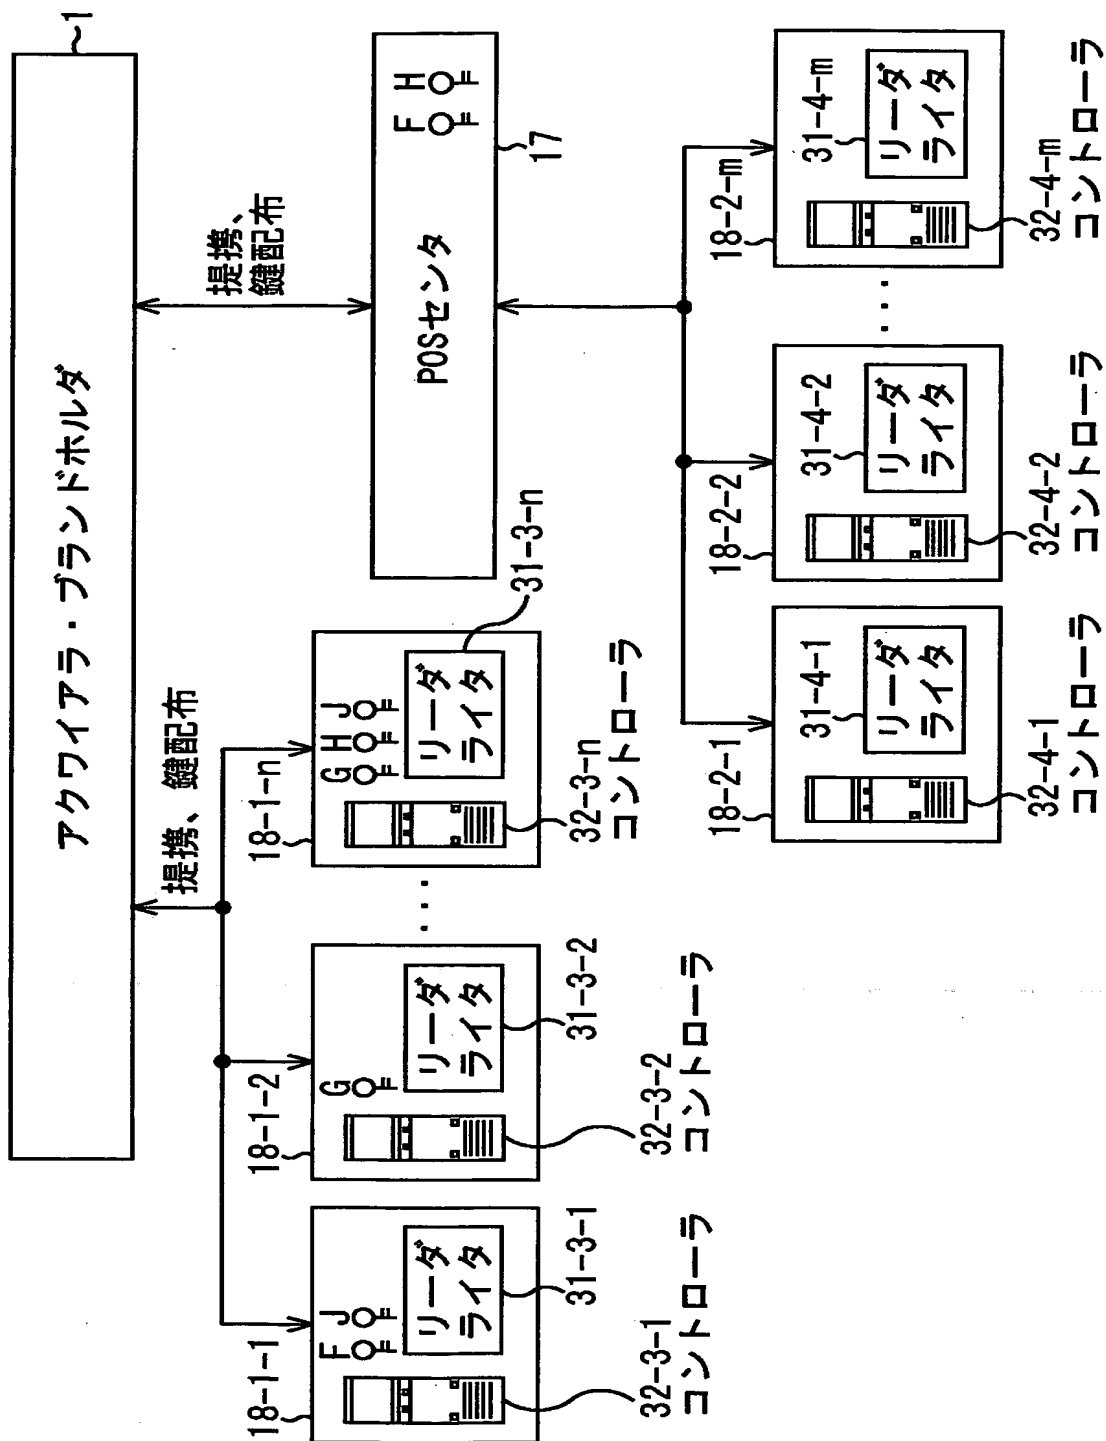 アクワイアラ・ブランドホルダ
1
提携、鍵配布
提携、
鍵配布
18-1-1
F J
リーダ
ライタ
31-3-1
32-3-1
コントローラ
18-1-2
G
リーダ
ライタ
31-3-2
32-3-2
コントローラ
・・・
18-1-n
G H J
リーダ
ライタ
31-3-n
32-3-n
コントローラ
POSセンタ
F H
17
18-2-1
31-4-1
リーダ
ライタ
32-4-1
コントローラ
18-2-2
31-4-2
リーダ
ライタ
32-4-2
コントローラ
・・・
18-2-m
31-4-m
リーダ
ライタ
32-4-m
コントローラ